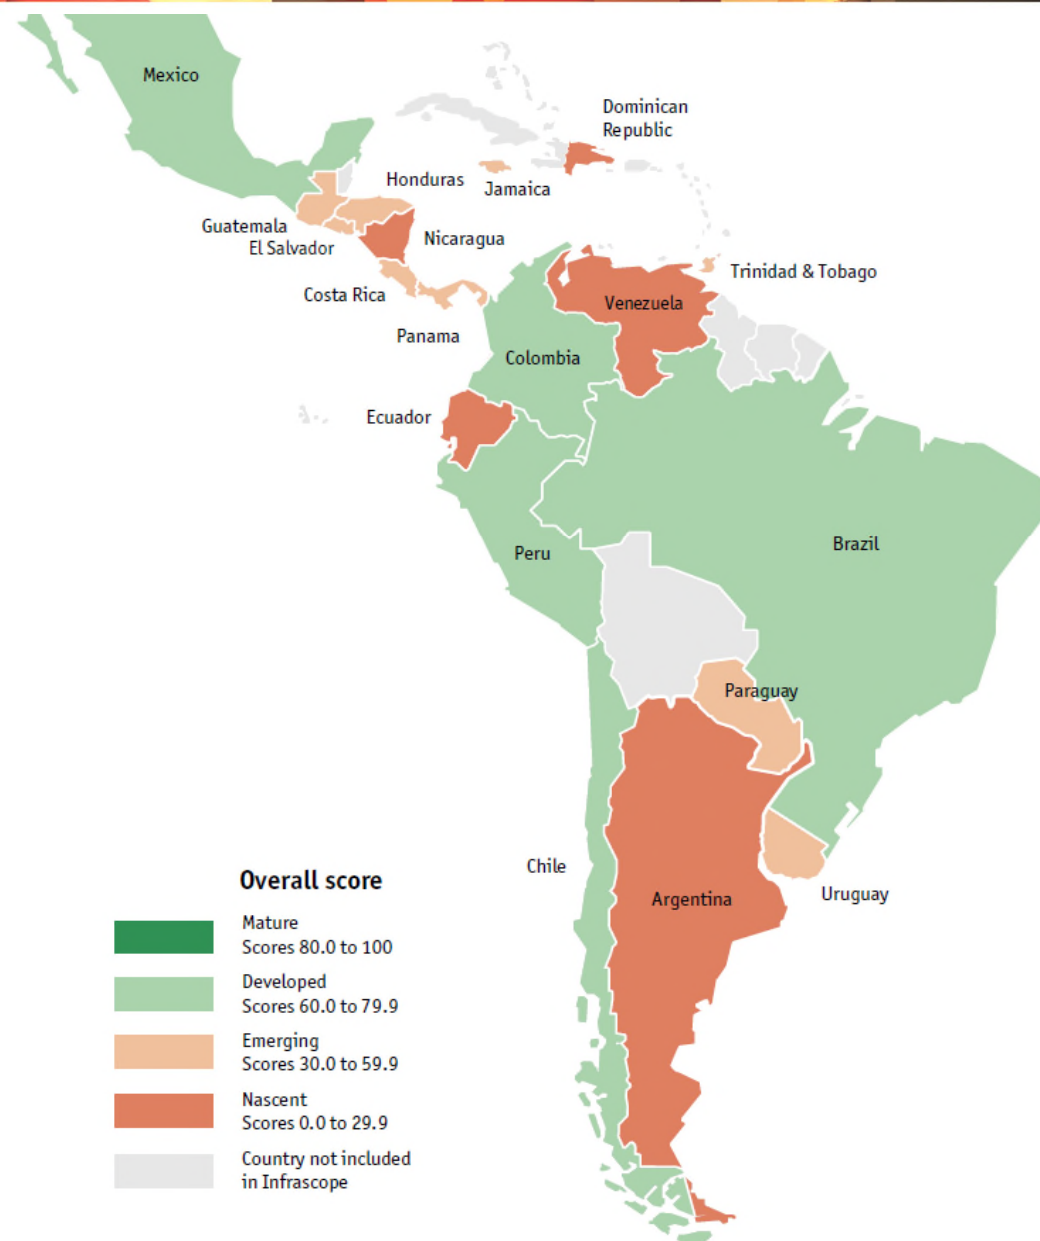 Mexico
Dominican
Republic
Honduras
Jamaica
Guatemala
El Salvador
Nicaragua
Trinidad & Tobago
Costa Rica
Venezuela
Panama
Colombia
Ecuador
Peru
Brazil
Paraguay
Chile
Argentina
Uruguay
Overall score
Mature
Scores 80.0 to 100
Developed
Scores 60.0 to 79.9
Emerging
Scores 30.0 to 59.9
Nascent
Scores 0.0 to 29.9
Country not included
in Infrascope